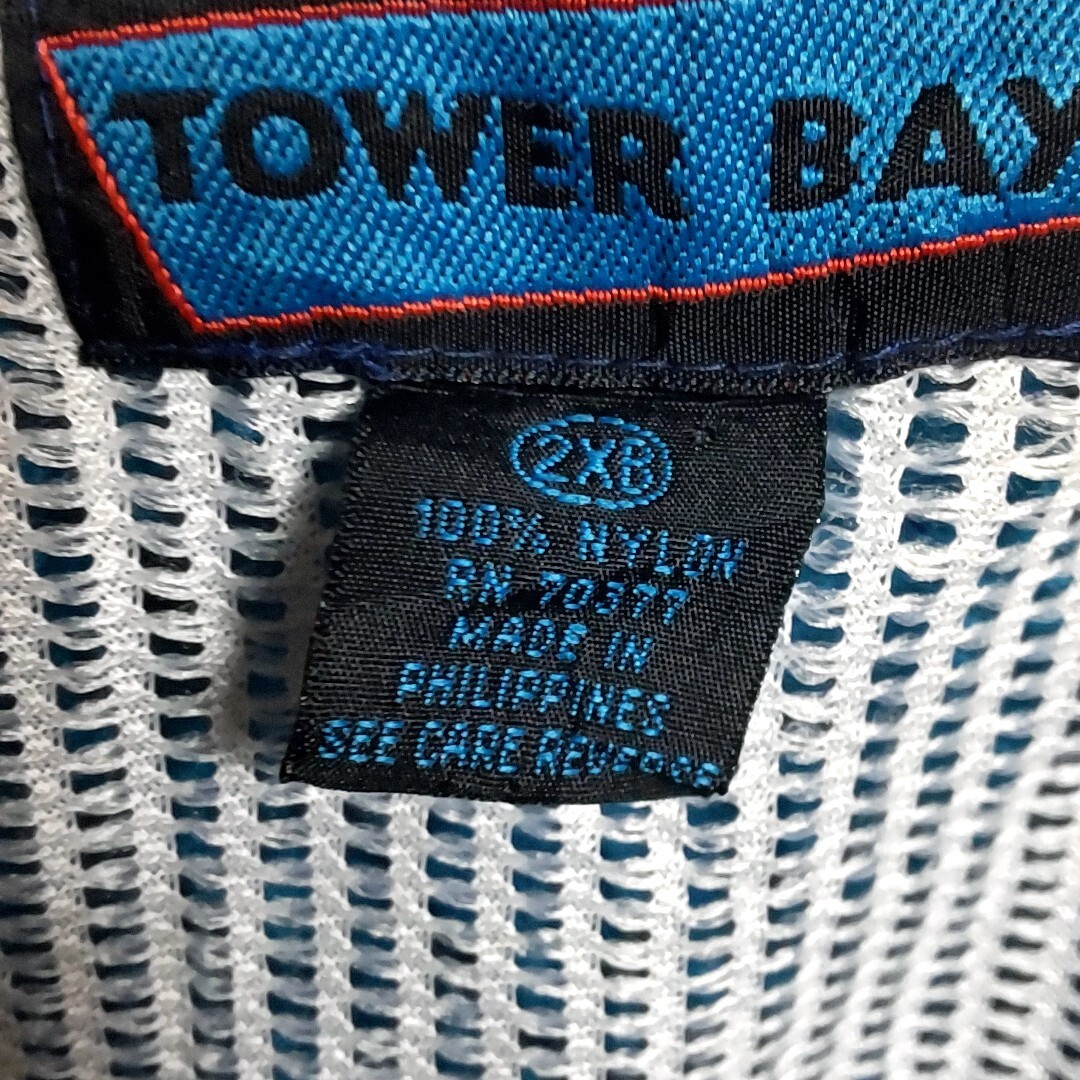 TOWER BAY
2XB
100% NYLON
RN 70377
MADE IN
PHILIPPINES
SEE CARE REVERSE